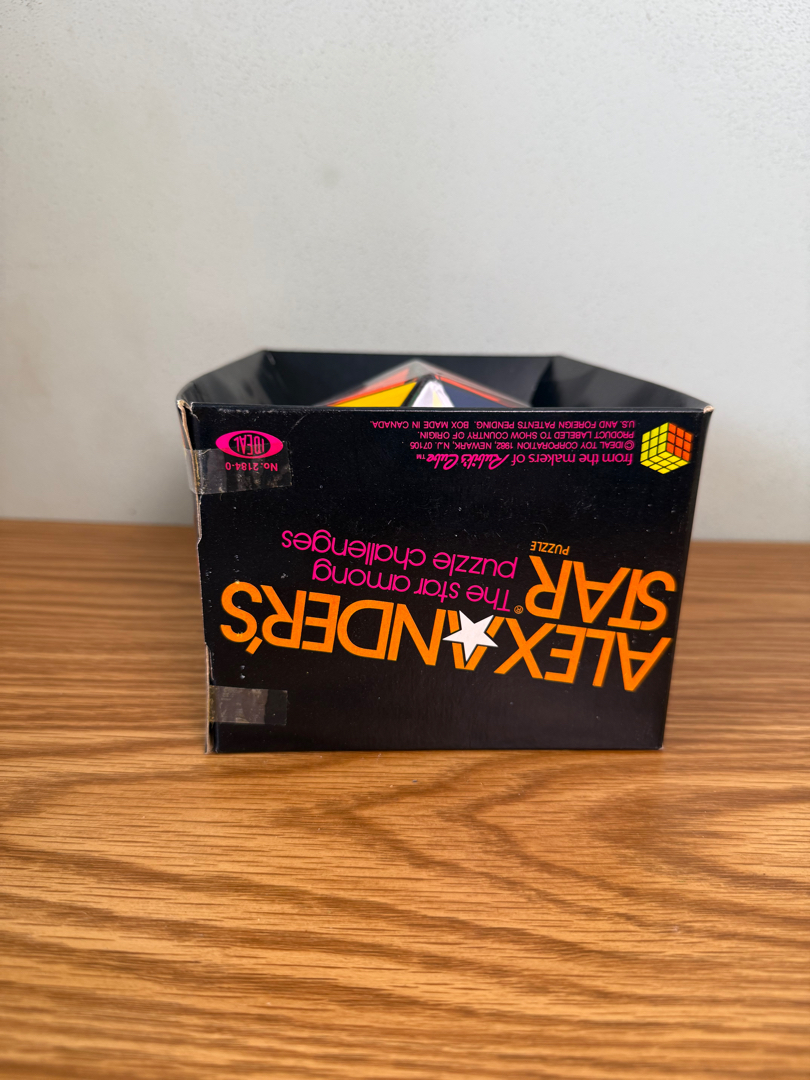 ALEXANDER'S
STAR®
PUZZLE
The star among
puzzle challenges
from the makers of Rubik's Cube™
©IDEAL TOY CORPORATION 1982, NEWARK, N.J. 07105
PRODUCT LABELED TO SHOW COUNTRY OF ORIGIN.
U.S. AND FOREIGN PATENTS PENDING. BOX MADE IN CANADA.
No. 2184-0
IDEAL